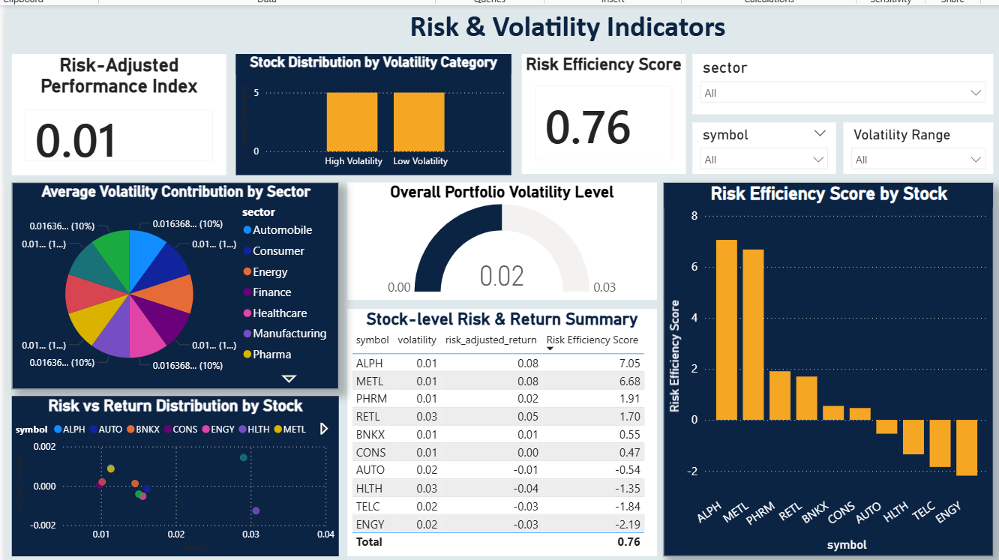 Clipboard Data Queries Insert Calculations Sensitivity Share
Risk & Volatility Indicators
Risk-Adjusted
Performance Index
0.01
Stock Distribution by Volatility Category
5
0
High Volatility Low Volatility
Risk Efficiency Score
0.76
sector
All
symbol
All
Volatility Range
All
Average Volatility Contribution by Sector
0.01636... (10%)
0.016368... (10%)
0.01... (1...)
0.01... (1...)
0.01... (1...)
0.01... (1...)
0.01636... (10%)
0.016368... (10%)
sector
Automobile
Consumer
Energy
Finance
Healthcare
Manufacturing
Pharma
Overall Portfolio Volatility Level
0.02
0.00
0.03
Risk Efficiency Score by Stock
Risk Efficiency Score
8
6
4
2
0
-2
ALPH METL PHRM RETL BNKX CONS AUTO HLTH TELC ENGY
symbol
Stock-level Risk & Return Summary
symbol volatility risk_adjusted_return Risk Efficiency Score
ALPH 0.01 0.08 7.05
METL 0.01 0.08 6.68
PHRM 0.01 0.02 1.91
RETL 0.03 0.05 1.70
BNKX 0.01 0.01 0.55
CONS 0.01 0.00 0.47
AUTO 0.02 -0.01 -0.54
HLTH 0.03 -0.04 -1.35
TELC 0.02 -0.03 -1.84
ENGY 0.02 -0.03 -2.19
Total 0.76
Risk vs Return Distribution by Stock
symbol ALPH AUTO BNKX CONS ENGY HLTH METL
0.002
0.000
-0.002
0.01 0.02 0.03 0.04